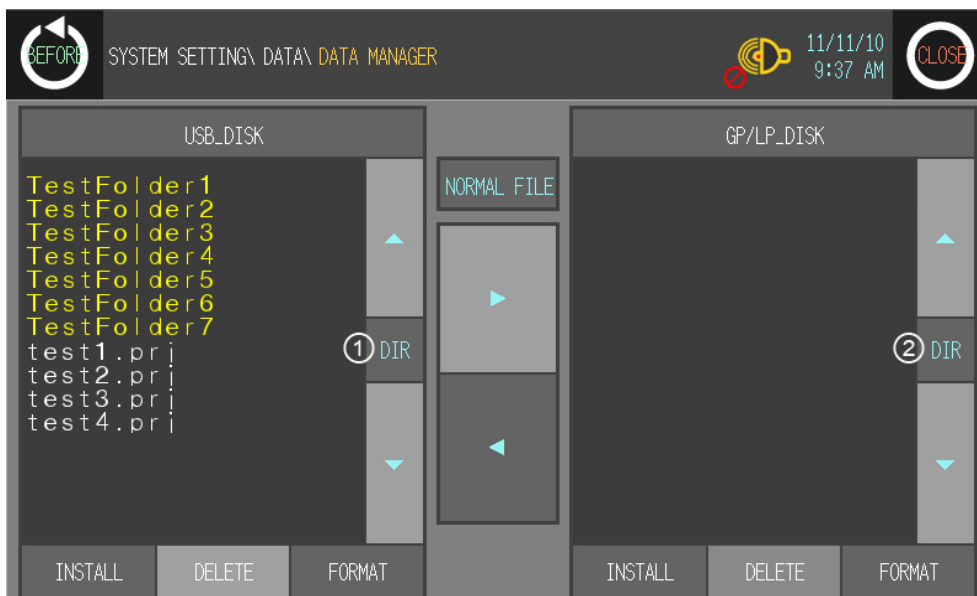 BEFORE
SYSTEM SETTING\ DATA\ DATA MANAGER
11/11/10
9:37 AM
CLOSE
USB_DISK
TestFolder1
TestFolder2
TestFolder3
TestFolder4
TestFolder5
TestFolder6
TestFolder7
test1.prj
test2.prj
test3.prj
test4.prj
① DIR
INSTALL DELETE FORMAT
NORMAL FILE
GP/LP_DISK
② DIR
INSTALL DELETE FORMAT